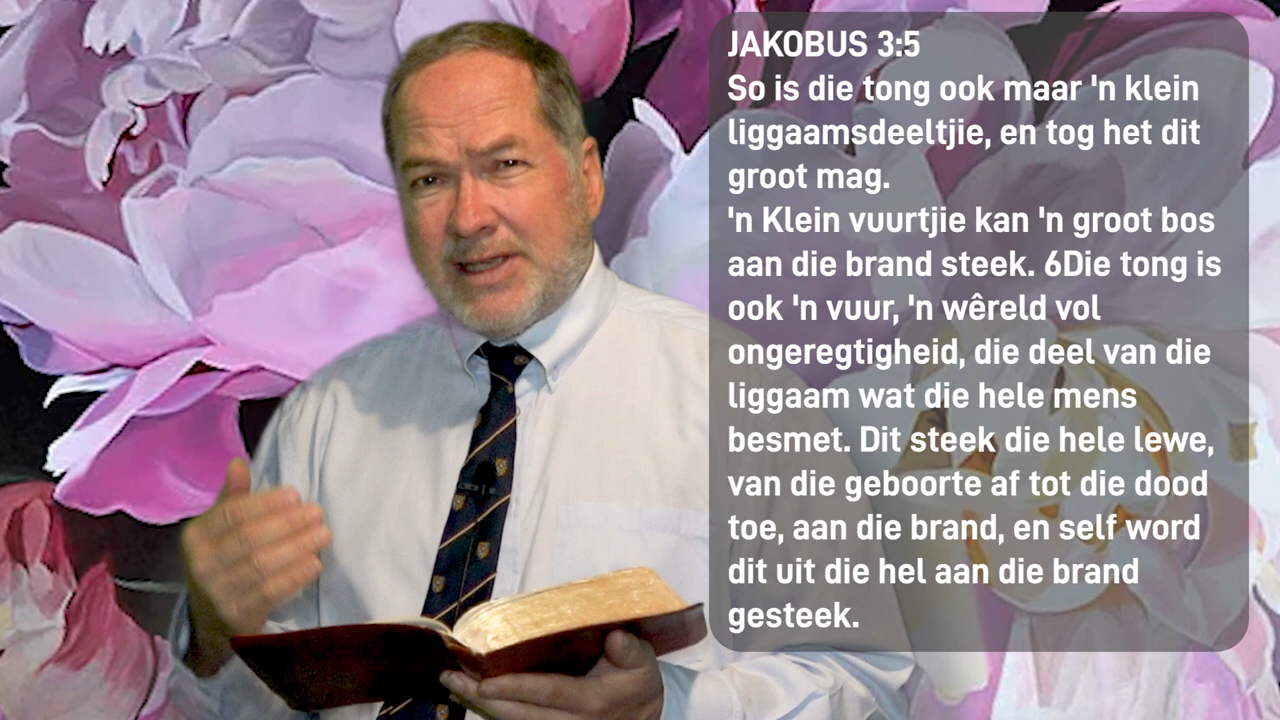 JAKOBUS 3:5
So is die tong ook maar 'n klein
liggaamsdeeltjie, en tog het dit
groot mag.
'n Klein vuurtjie kan 'n groot bos
aan die brand steek. 6Die tong is
ook 'n vuur, 'n wêreld vol
ongeregtigheid, die deel van die
liggaam wat die hele mens
besmet. Dit steek die hele lewe,
van die geboorte af tot die dood
toe, aan die brand, en self word
dit uit die hel aan die brand
gesteek.